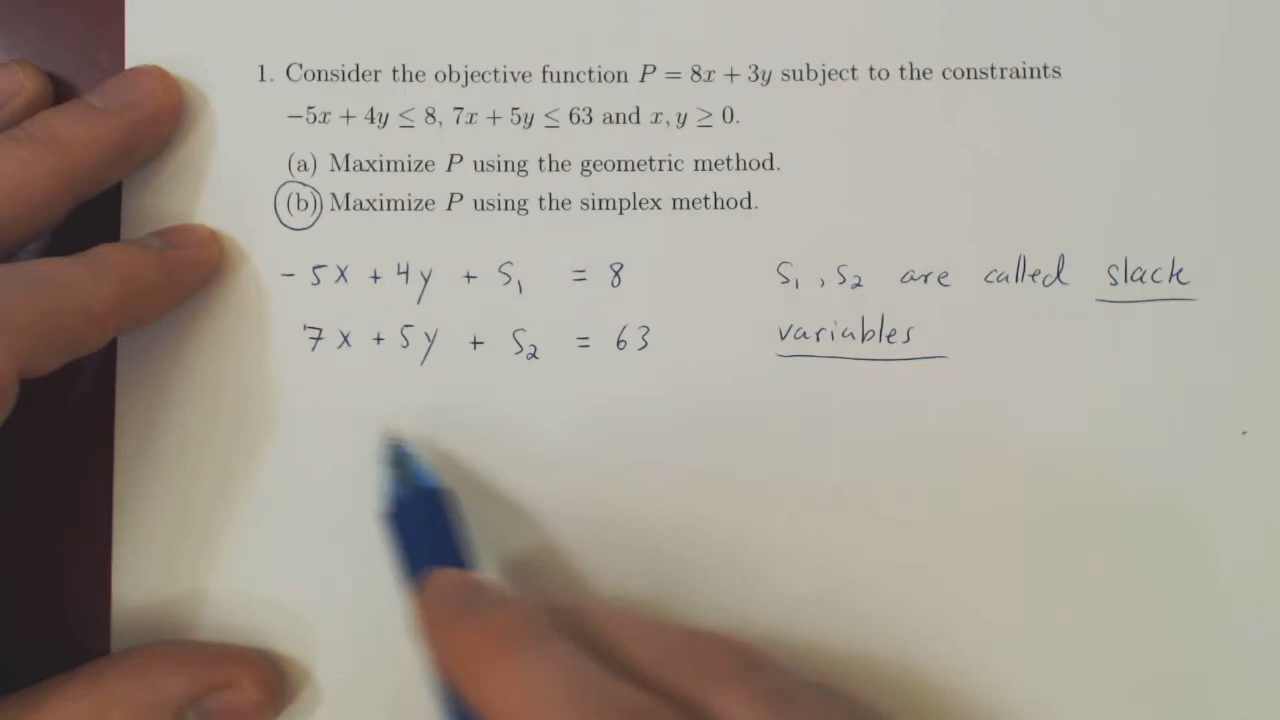 1. Consider the objective function P = 8x + 3y subject to the constraints
−5x + 4y ≤ 8, 7x + 5y ≤ 63 and x, y ≥ 0.
(a) Maximize P using the geometric method.
(b) Maximize P using the simplex method.
- 5x + 4y + S₁ = 8
7x + 5y + S₂ = 63
S₁, S₂ are called slack
variables